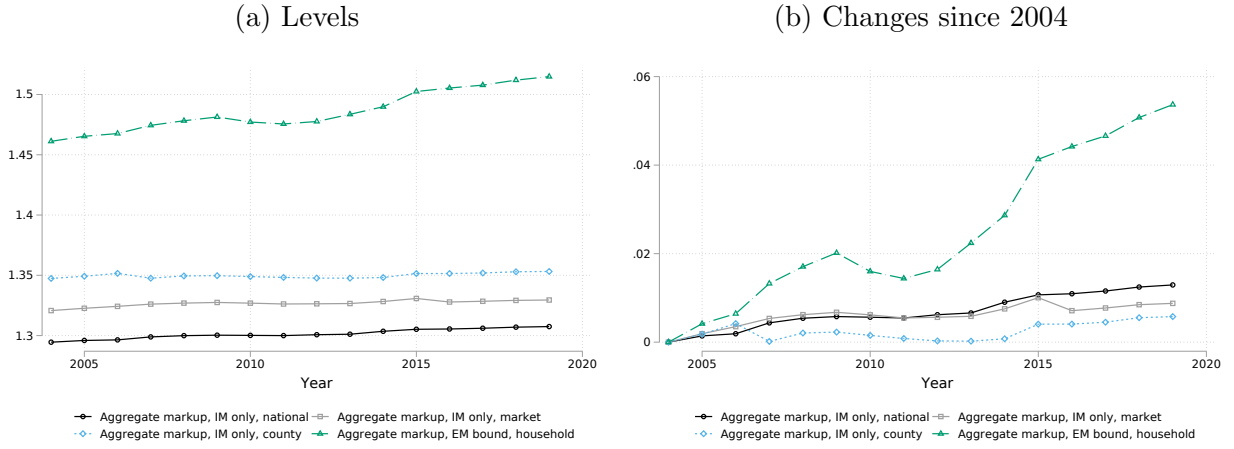 (a) Levels
1.5
1.45
1.4
1.35
1.3
2005
2010
2015
2020
Year
Aggregate markup, IM only, national
Aggregate markup, IM only, market
Aggregate markup, IM only, county
Aggregate markup, EM bound, household
(b) Changes since 2004
.06
.04
.02
0
2005
2010
2015
2020
Year
Aggregate markup, IM only, national
Aggregate markup, IM only, market
Aggregate markup, IM only, county
Aggregate markup, EM bound, household